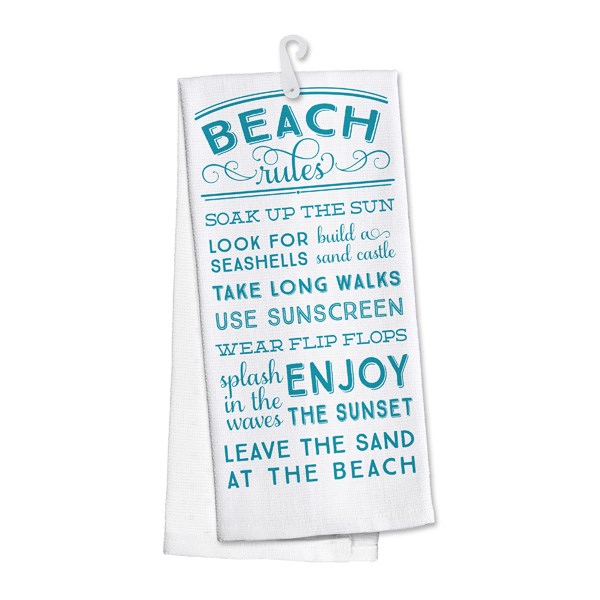 BEACH
rules
SOAK UP THE SUN
LOOK FOR
SEASHELLS
build a
sand castle
TAKE LONG WALKS
USE SUNSCREEN
WEAR FLIP FLOPS
splash
in the
waves
ENJOY
THE SUNSET
LEAVE THE SAND
AT THE BEACH